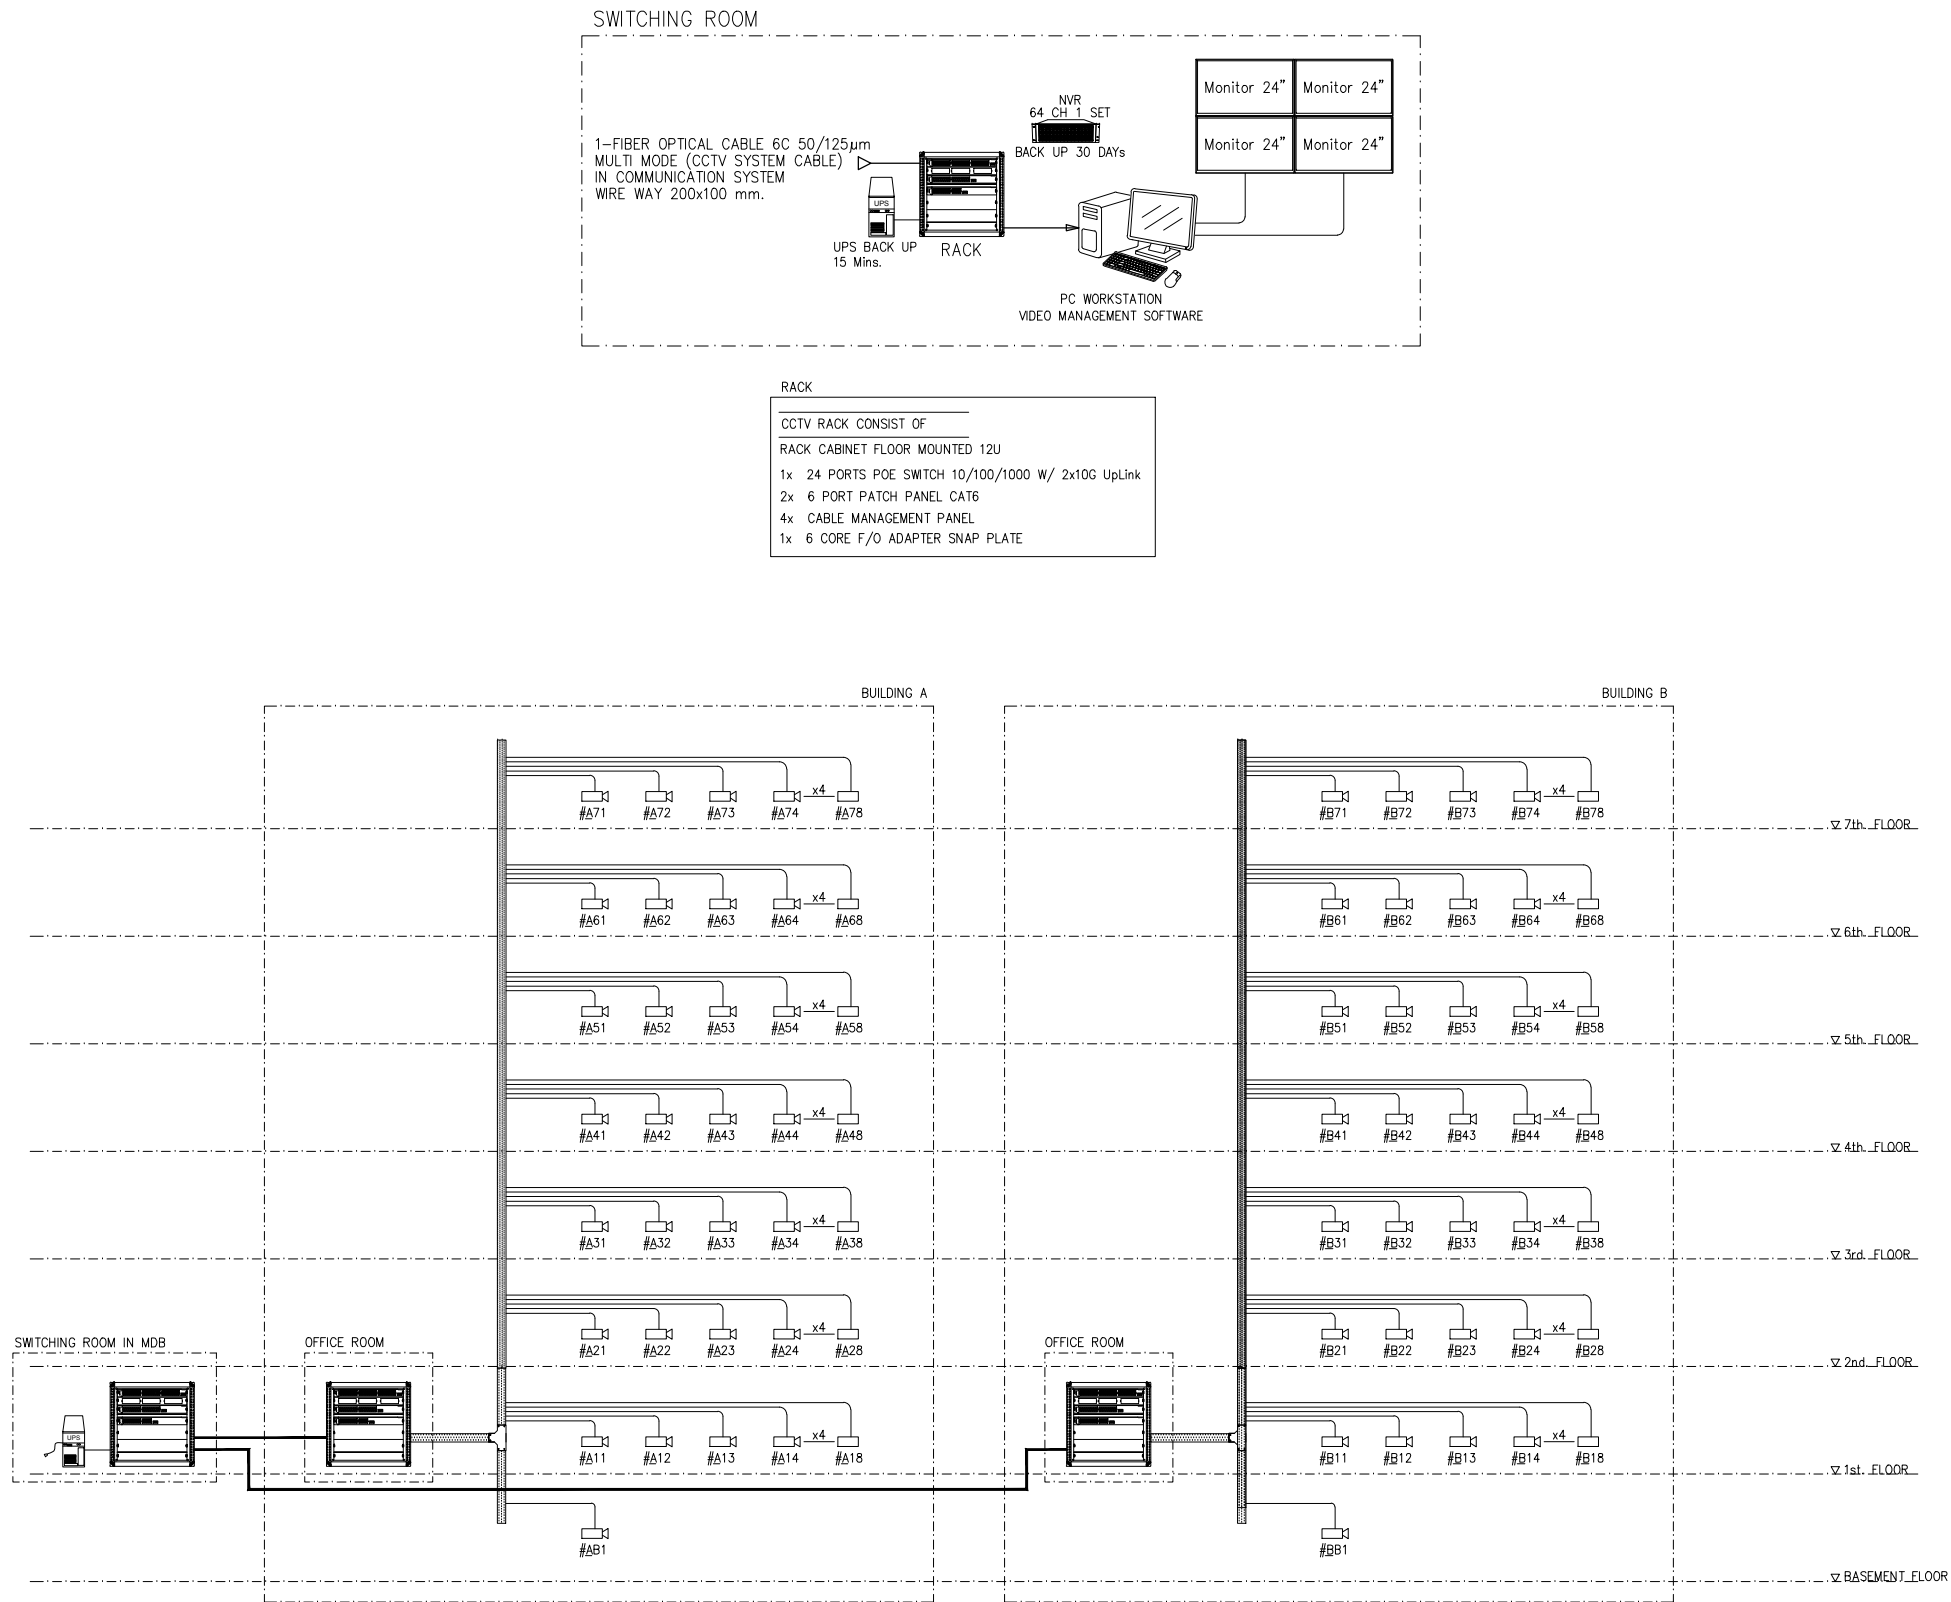 SWITCHING ROOM
1-FIBER OPTICAL CABLE 6C 50/125µm
MULTI MODE (CCTV SYSTEM CABLE)
IN COMMUNICATION SYSTEM
WIRE WAY 200x100 mm.
UPS
UPS BACK UP
15 Mins.
RACK
NVR
64 CH 1 SET
BACK UP 30 DAYs
Monitor 24" Monitor 24"
Monitor 24" Monitor 24"
PC WORKSTATION
VIDEO MANAGEMENT SOFTWARE
RACK
CCTV RACK CONSIST OF
RACK CABINET FLOOR MOUNTED 12U
1x 24 PORTS POE SWITCH 10/100/1000 W/ 2x10G UpLink
2x 6 PORT PATCH PANEL CAT6
4x CABLE MANAGEMENT PANEL
1x 6 CORE F/O ADAPTER SNAP PLATE
BUILDING A
BUILDING B
x4
x4
#A71 #A72 #A73 #A74 #A78
#B71 #B72 #B73 #B74 #B78
7th. FLOOR
x4
x4
#A61 #A62 #A63 #A64 #A68
#B61 #B62 #B63 #B64 #B68
6th. FLOOR
x4
x4
#A51 #A52 #A53 #A54 #A58
#B51 #B52 #B53 #B54 #B58
5th. FLOOR
x4
x4
#A41 #A42 #A43 #A44 #A48
#B41 #B42 #B43 #B44 #B48
4th. FLOOR
x4
x4
#A31 #A32 #A33 #A34 #A38
#B31 #B32 #B33 #B34 #B38
3rd. FLOOR
x4
x4
#A21 #A22 #A23 #A24 #A28
#B21 #B22 #B23 #B24 #B28
2nd. FLOOR
SWITCHING ROOM IN MDB
OFFICE ROOM
OFFICE ROOM
UPS
x4
x4
#A11 #A12 #A13 #A14 #A18
#B11 #B12 #B13 #B14 #B18
1st. FLOOR
#AB1
#BB1
BASEMENT FLOOR